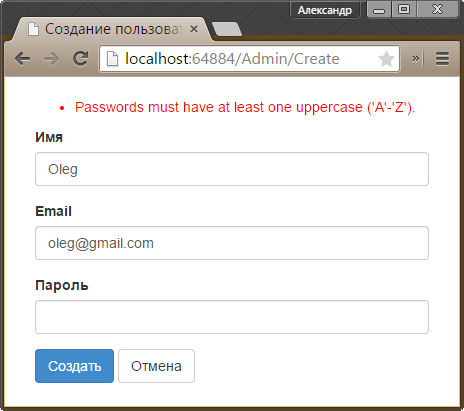 Александр
Создание пользоват
localhost:64884/Admin/Create
»
Passwords must have at least one uppercase ('A'-'Z').
Имя
Oleg
Email
oleg@gmail.com
Пароль
Создать Отмена